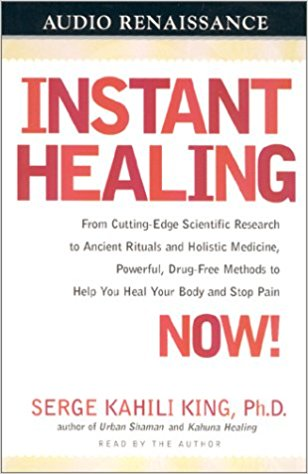 AUDIO RENAISSANCE
INSTANT
HEALING
From Cutting-Edge Scientific Research
to Ancient Rituals and Holistic Medicine,
Powerful, Drug-Free Methods to
Help You Heal Your Body and Stop Pain
NOW!
SERGE KAHILI KING, Ph.D.
author of Urban Shaman and Kahuna Healing
READ BY THE AUTHOR